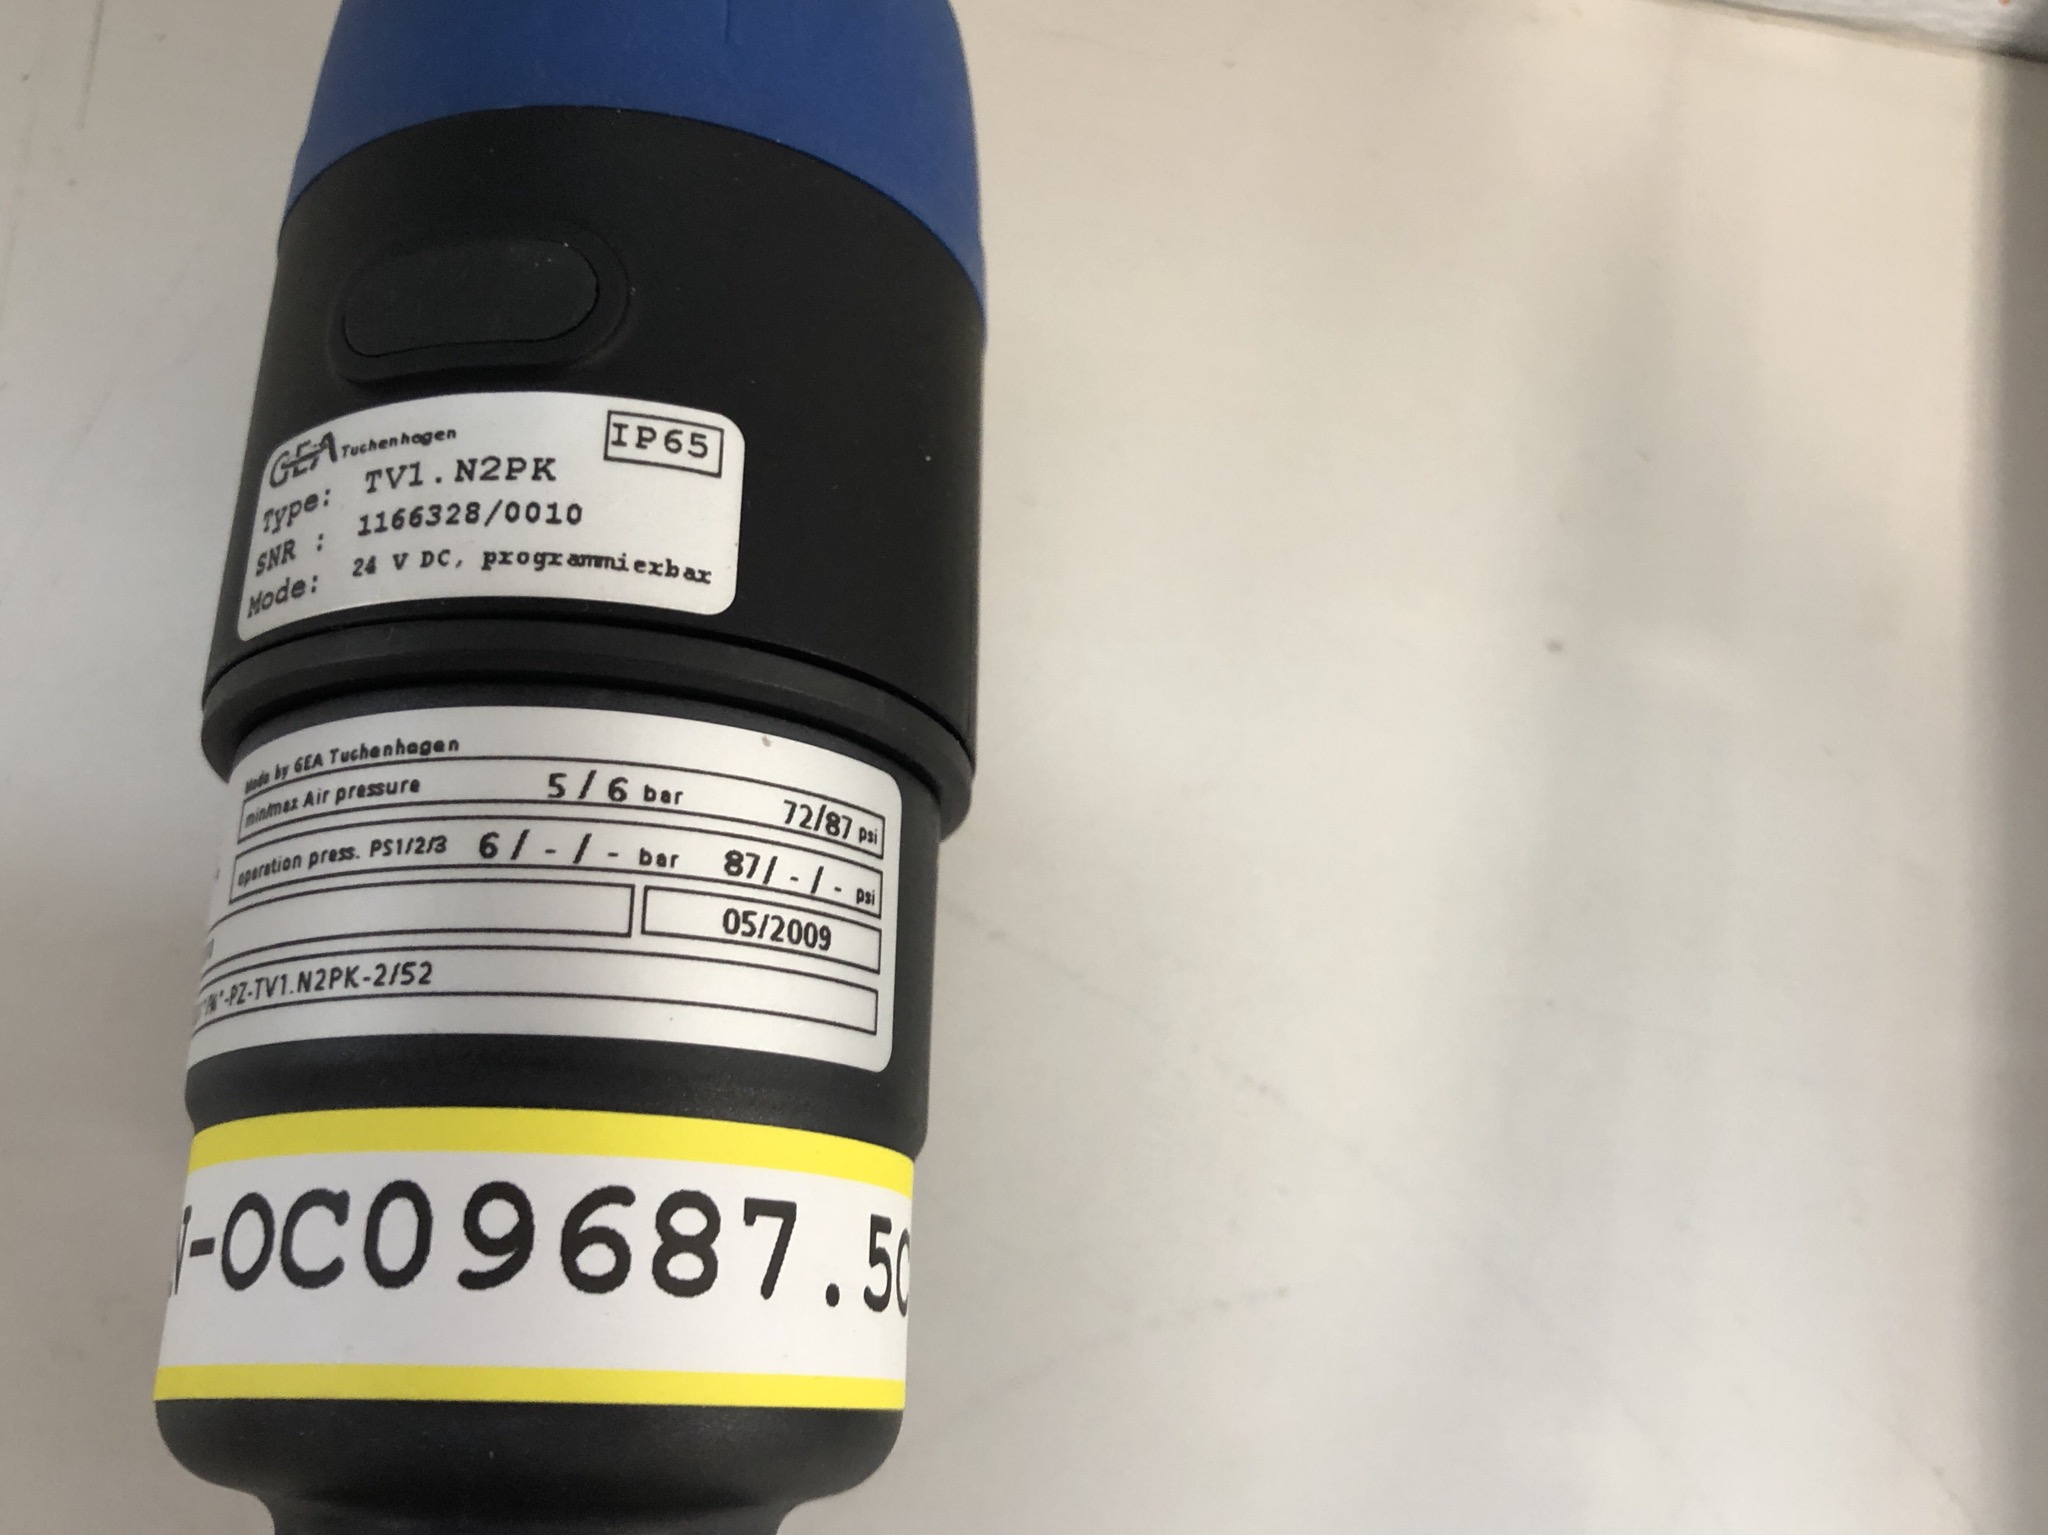 GEA Tuchenhagen IP65
Type: TV1.N2PK
SNR : 1166328/0010
Mode: 24 V DC, programmierbar
Made by GEA Tuchenhagen
min/max Air pressure 5 / 6 bar 72/87 psi
operation press. PS1/2/3 6 / - / - bar 87/ - / - psi
05/2009
-PZ-TV1.N2PK-2/52
-0C09687.5